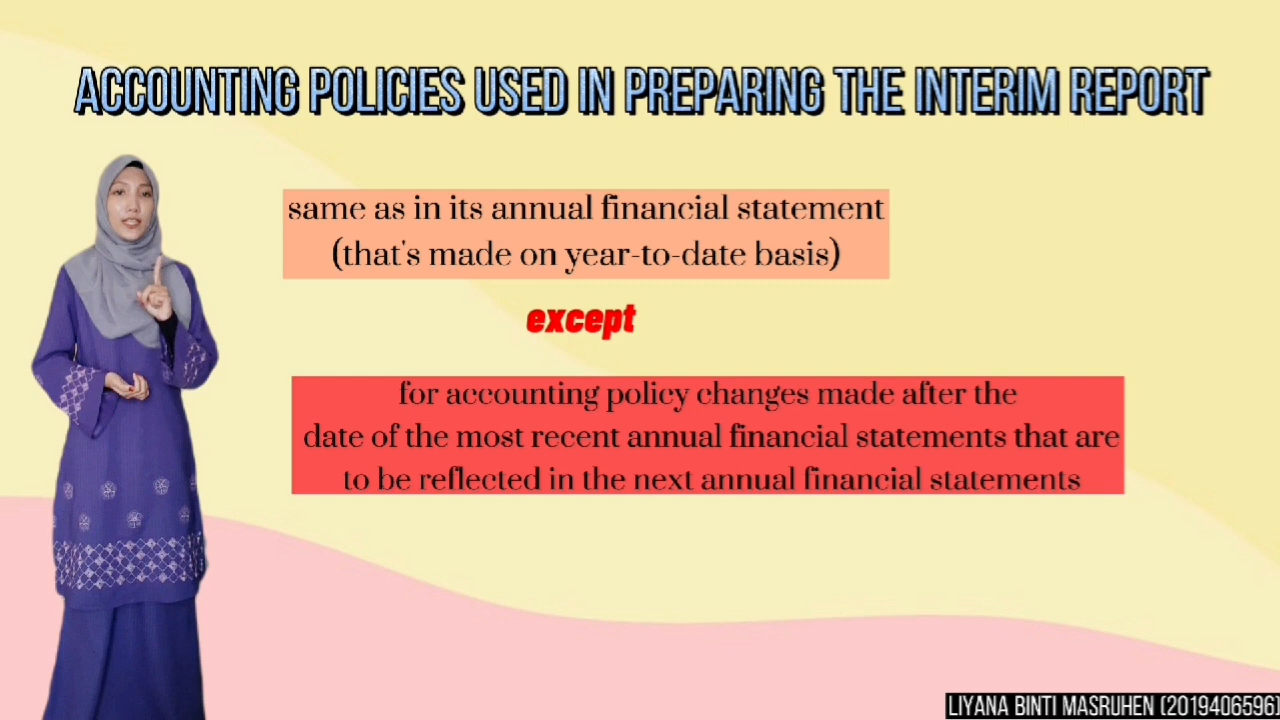 ACCOUNTING POLICIES USED IN PREPARING THE INTERIM REPORT
same as in its annual financial statement
(that's made on year-to-date basis)
except
for accounting policy changes made after the
date of the most recent annual financial statements that are
to be reflected in the next annual financial statements
LIYANA BINTI MASRUHEN (2019406596)